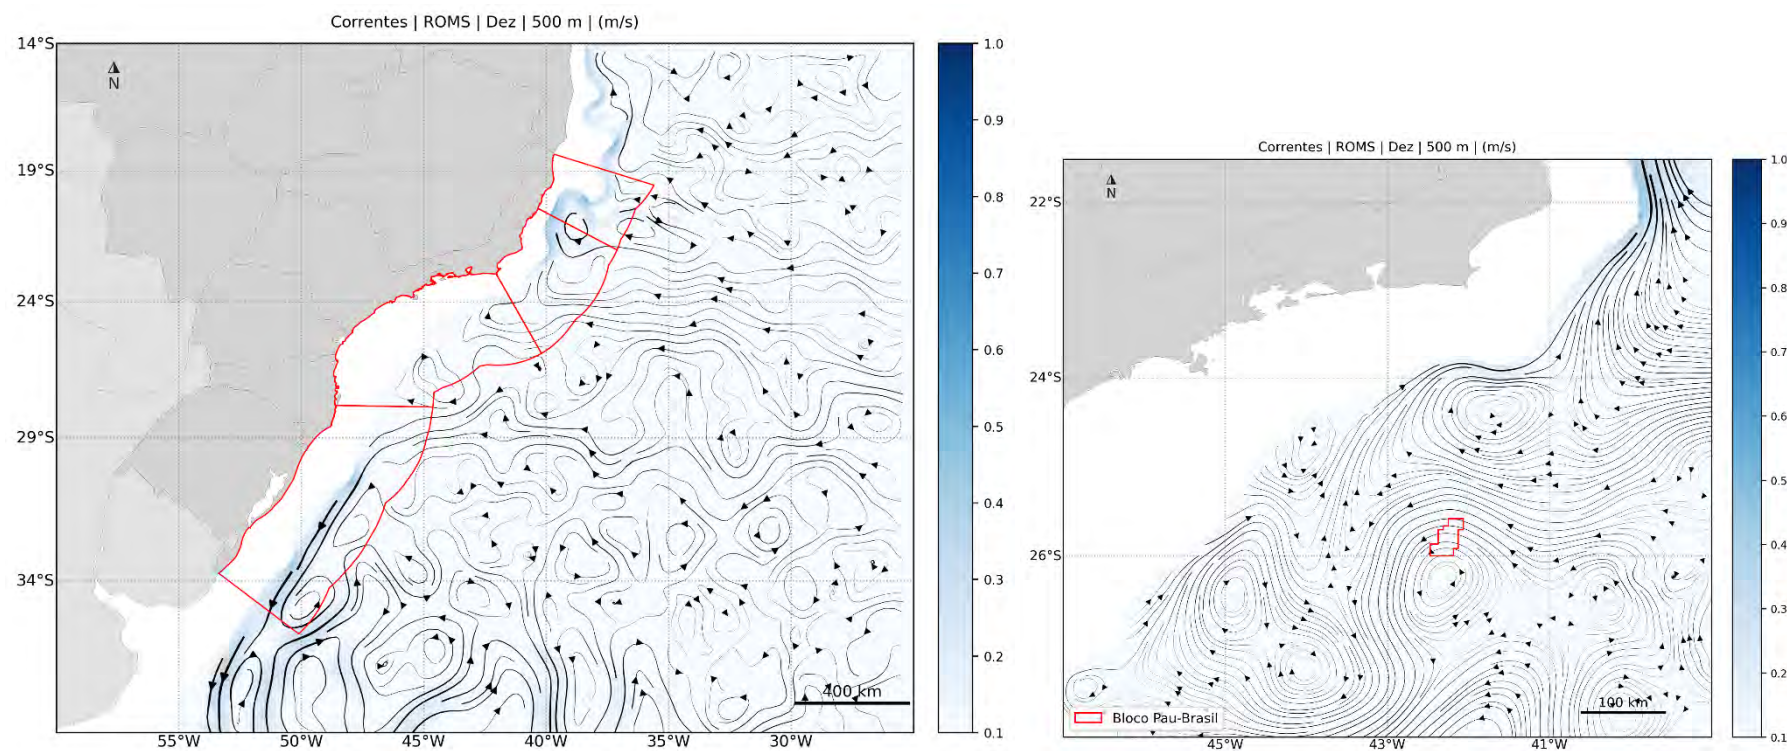 Correntes | ROMS | Dez | 500 m | (m/s)
14°S
19°S
24°S
29°S
34°S
N
400 km
55°W 50°W 45°W 40°W 35°W 30°W
1.0
0.9
0.8
0.7
0.6
0.5
0.4
0.3
0.2
0.1
Correntes | ROMS | Dez | 500 m | (m/s)
22°S
24°S
26°S
N
Bloco Pau-Brasil
100 km
45°W 43°W 41°W
1.0
0.9
0.8
0.7
0.6
0.5
0.4
0.3
0.2
0.1